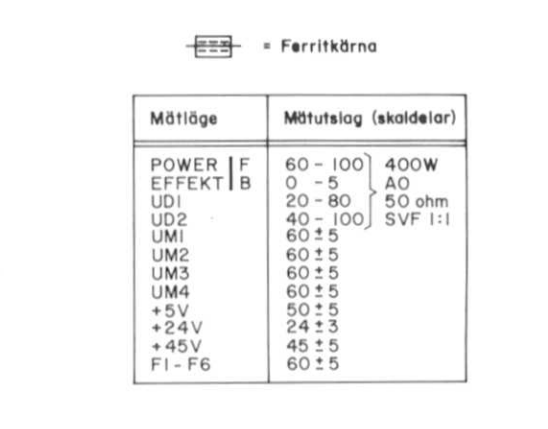 = Ferritkärna
Mätläge Mätutslag (skaldelar)
POWER | F 60 - 100 400W
EFFEKT | B 0 - 5 AO
UD1 20 - 80 50 ohm
UD2 40 - 100 SVF 1:1
UM1 60 ± 5
UM2 60 ± 5
UM3 60 ± 5
UM4 60 ± 5
+5V 50 ± 5
+24V 24 ± 3
+45V 45 ± 5
F1 - F6 60 ± 5